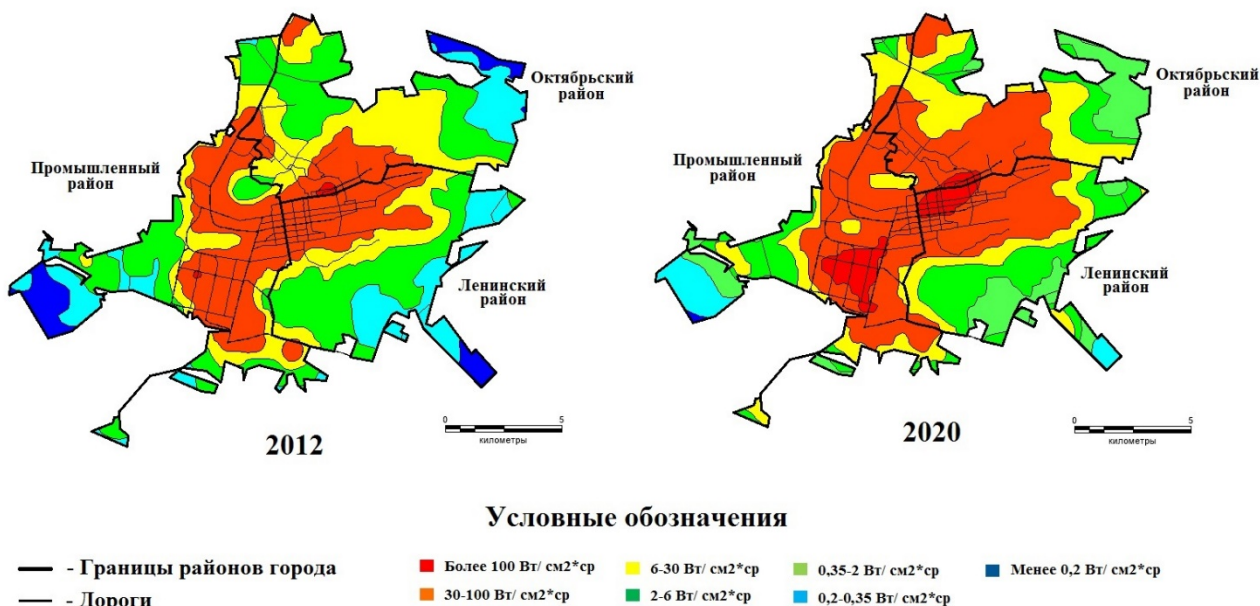 Октябрьский
район
Промышленный
район
Ленинский
район
0 5
километры
2012
Октябрьский
район
Промышленный
район
Ленинский
район
0 5
километры
2020
Условные обозначения
- Границы районов города
- Дороги
Более 100 Вт/ см2*ср
30-100 Вт/ см2*ср
6-30 Вт/ см2*ср
2-6 Вт/ см2*ср
0,35-2 Вт/ см2*ср
0,2-0,35 Вт/ см2*ср
Менее 0,2 Вт/ см2*ср